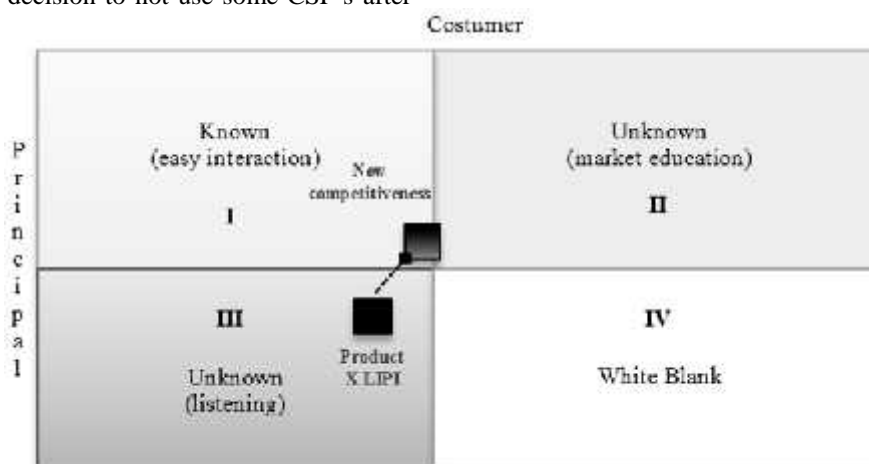 decision to not use some CSF's after
Costumer
Principal
Known
(easy interaction)
I
New
competitiveness
Unknown
(market education)
II
III
Unknown
(listening)
Product
X LIPI
IV
White Blank